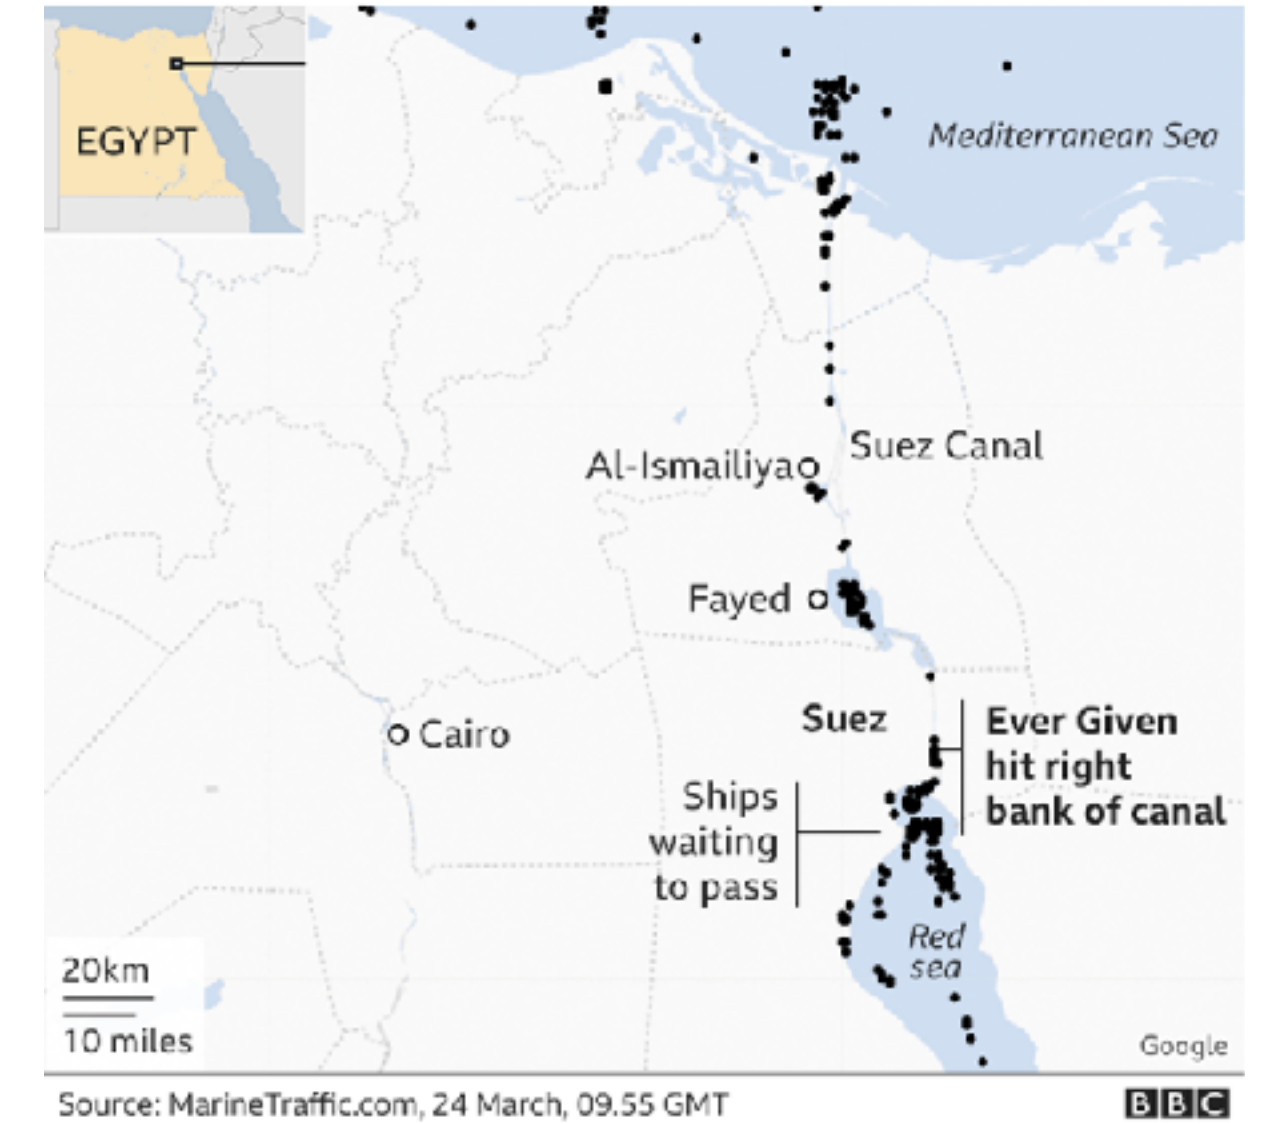 EGYPT
Mediterranean Sea
Suez Canal
Al-Ismailiya
Fayed
Suez
Ever Given
hit right
bank of canal
Cairo
Ships
waiting
to pass
Red
sea
20km
10 miles
Google
Source: MarineTraffic.com, 24 March, 09.55 GMT
BBC